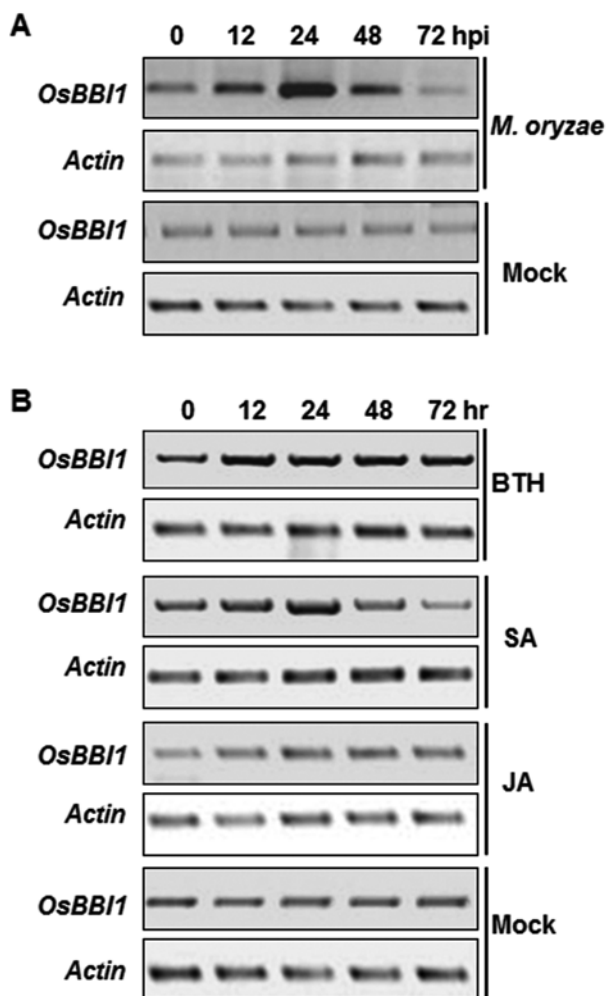 A
0 12 24 48 72 hpi
OsBBI1
Actin
M. oryzae
OsBBI1
Actin
Mock
B
0 12 24 48 72 hr
OsBBI1
Actin
BTH
OsBBI1
Actin
SA
OsBBI1
Actin
JA
OsBBI1
Actin
Mock